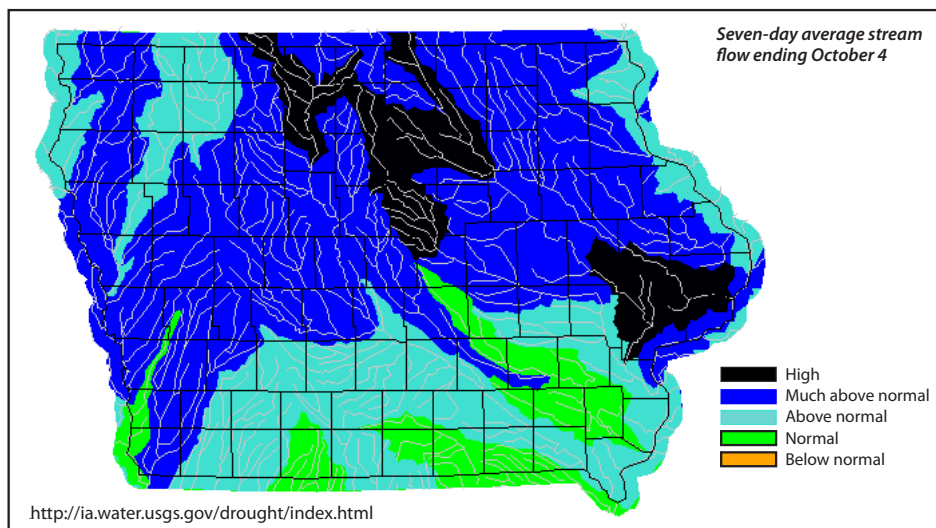 Seven-day average stream
flow ending October 4
High
Much above normal
Above normal
Normal
Below normal
http://ia.water.usgs.gov/drought/index.html